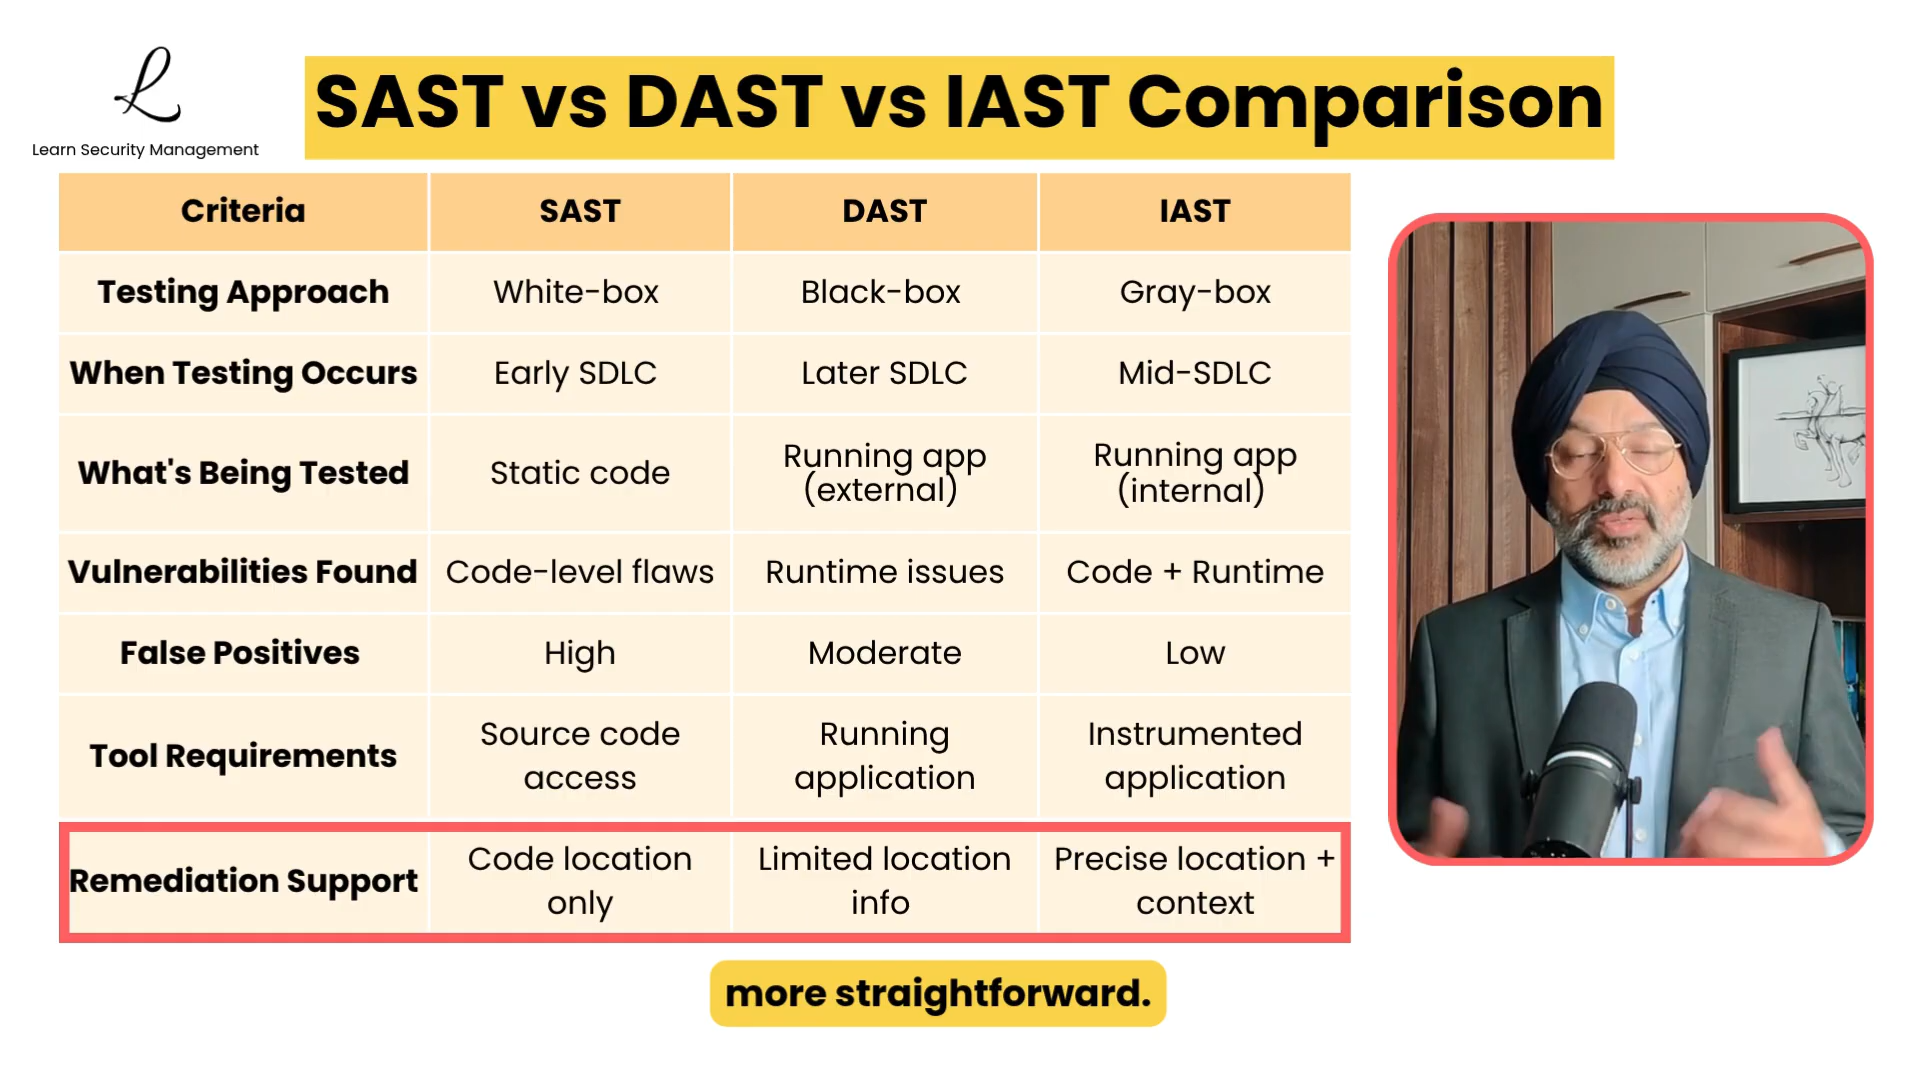 L
Learn Security Management
SAST vs DAST vs IAST Comparison
Criteria SAST DAST IAST
Testing Approach White-box Black-box Gray-box
When Testing Occurs Early SDLC Later SDLC Mid-SDLC
What's Being Tested Static code Running app (external) Running app (internal)
Vulnerabilities Found Code-level flaws Runtime issues Code + Runtime
False Positives High Moderate Low
Tool Requirements Source code access Running application Instrumented application
Remediation Support Code location only Limited location info Precise location + context
more straightforward.